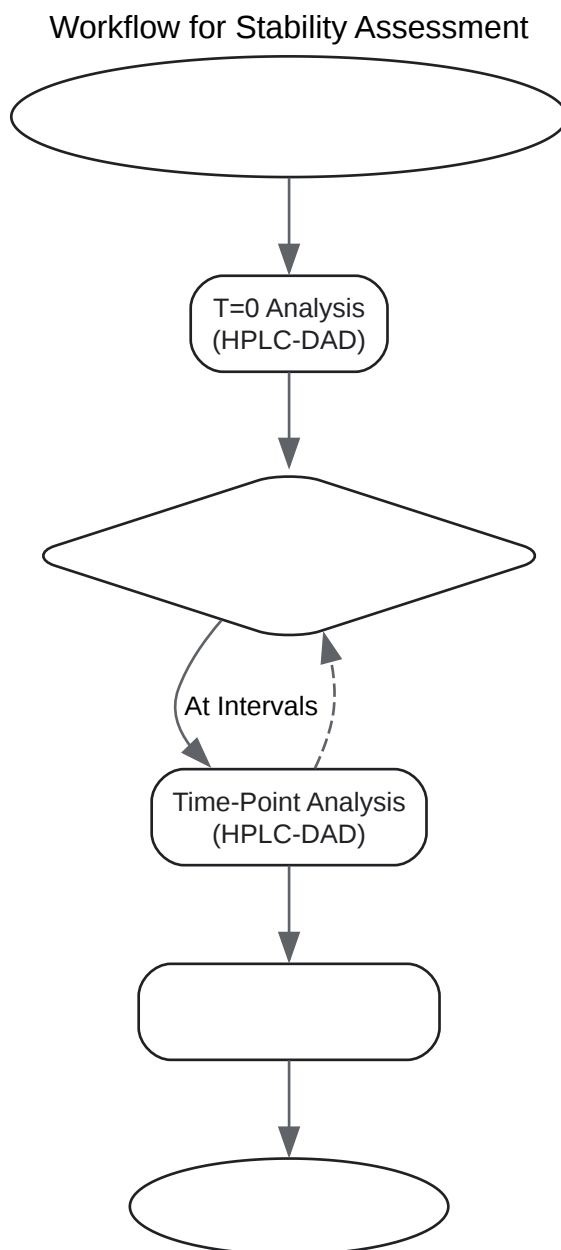 Workflow for Stability Assessment
T=0 Analysis
(HPLC-DAD)
At Intervals
Time-Point Analysis
(HPLC-DAD)